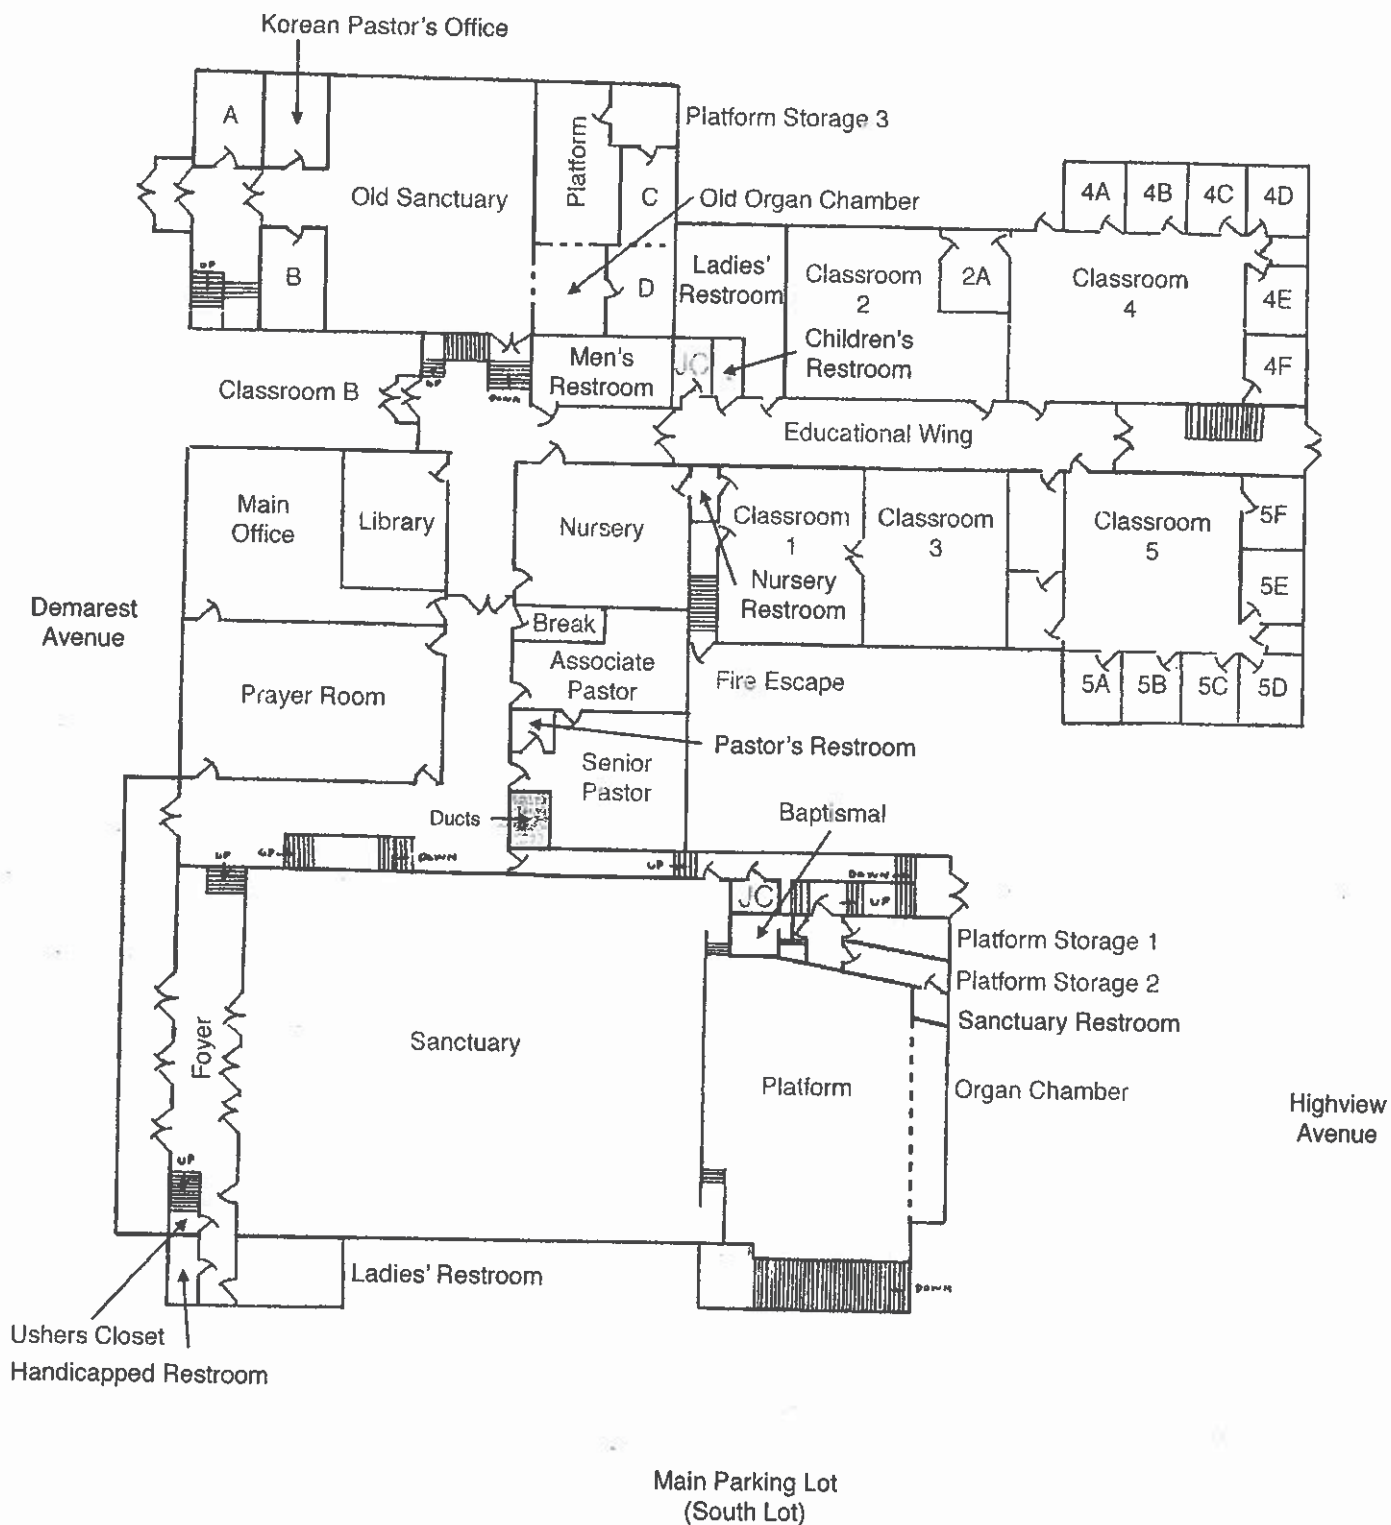 Korean Pastor's Office
A
Platform
Platform Storage 3
Old Sanctuary
C
Old Organ Chamber
4A
4B
4C
4D
UP
B
D
Ladies'
Restroom
Classroom
2
2A
Classroom
4
4E
4F
Children's
Restroom
Men's
Restroom
JC
Classroom B
UP
DOWN
Educational Wing
Main
Office
Library
Nursery
Classroom
1
Classroom
3
Classroom
5
5F
5E
Nursery
Restroom
Demarest
Avenue
Break
Associate
Pastor
Fire Escape
5A
5B
5C
5D
Prayer Room
Pastor's Restroom
Senior
Pastor
Ducts
Baptismal
UP
UP
DOWN
UP
DOWN
JC
UP
Platform Storage 1
Platform Storage 2
Sanctuary Restroom
Foyer
Sanctuary
Platform
Organ Chamber
Highview
Avenue
UP
Ladies' Restroom
DOWN
Ushers Closet
Handicapped Restroom
Main Parking Lot
(South Lot)